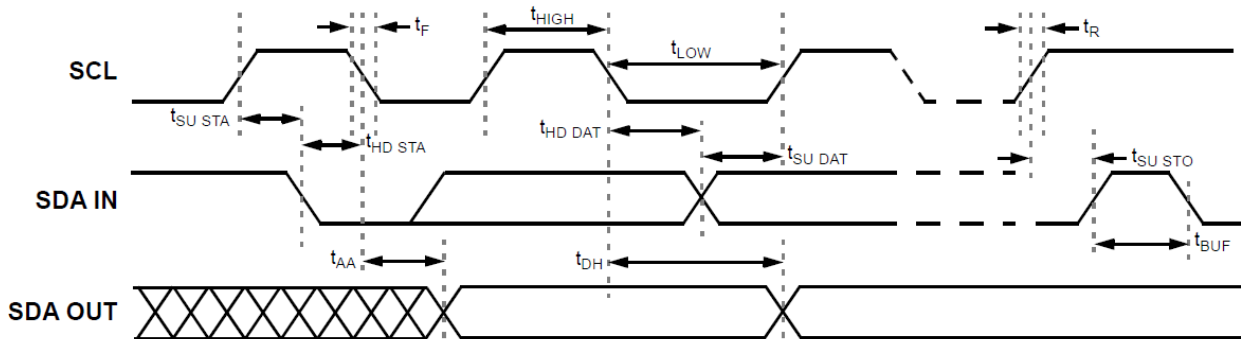 tF
tHIGH
tR
SCL
tLOW
tSU STA
tHD STA
tHD DAT
tSU DAT
tSU STO
SDA IN
tAA
tDH
tBUF
SDA OUT